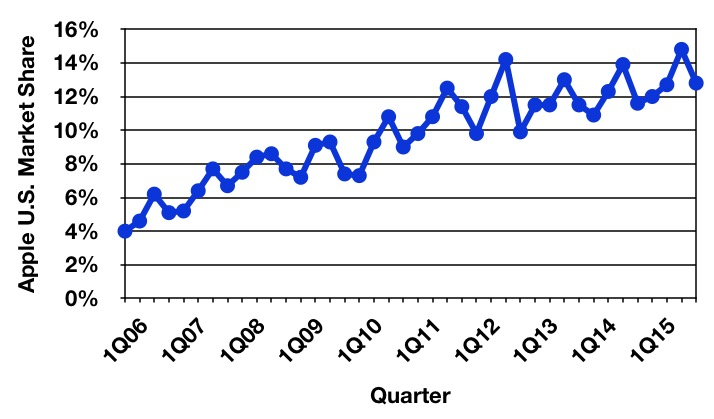 Apple U.S. Market Share
16%
14%
12%
10%
8%
6%
4%
2%
0%
1Q06
1Q07
1Q08
1Q09
1Q10
1Q11
1Q12
1Q13
1Q14
1Q15
Quarter